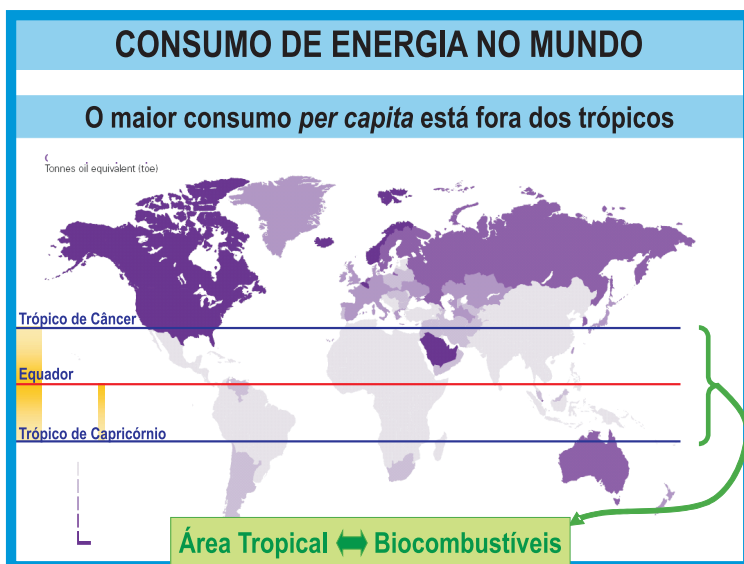 CONSUMO DE ENERGIA NO MUNDO
O maior consumo per capita está fora dos trópicos
Tonnes oil equivalent (toe)
Trópico de Câncer
Equador
Trópico de Capricórnio
Área Tropical ⬌ Biocombustíveis